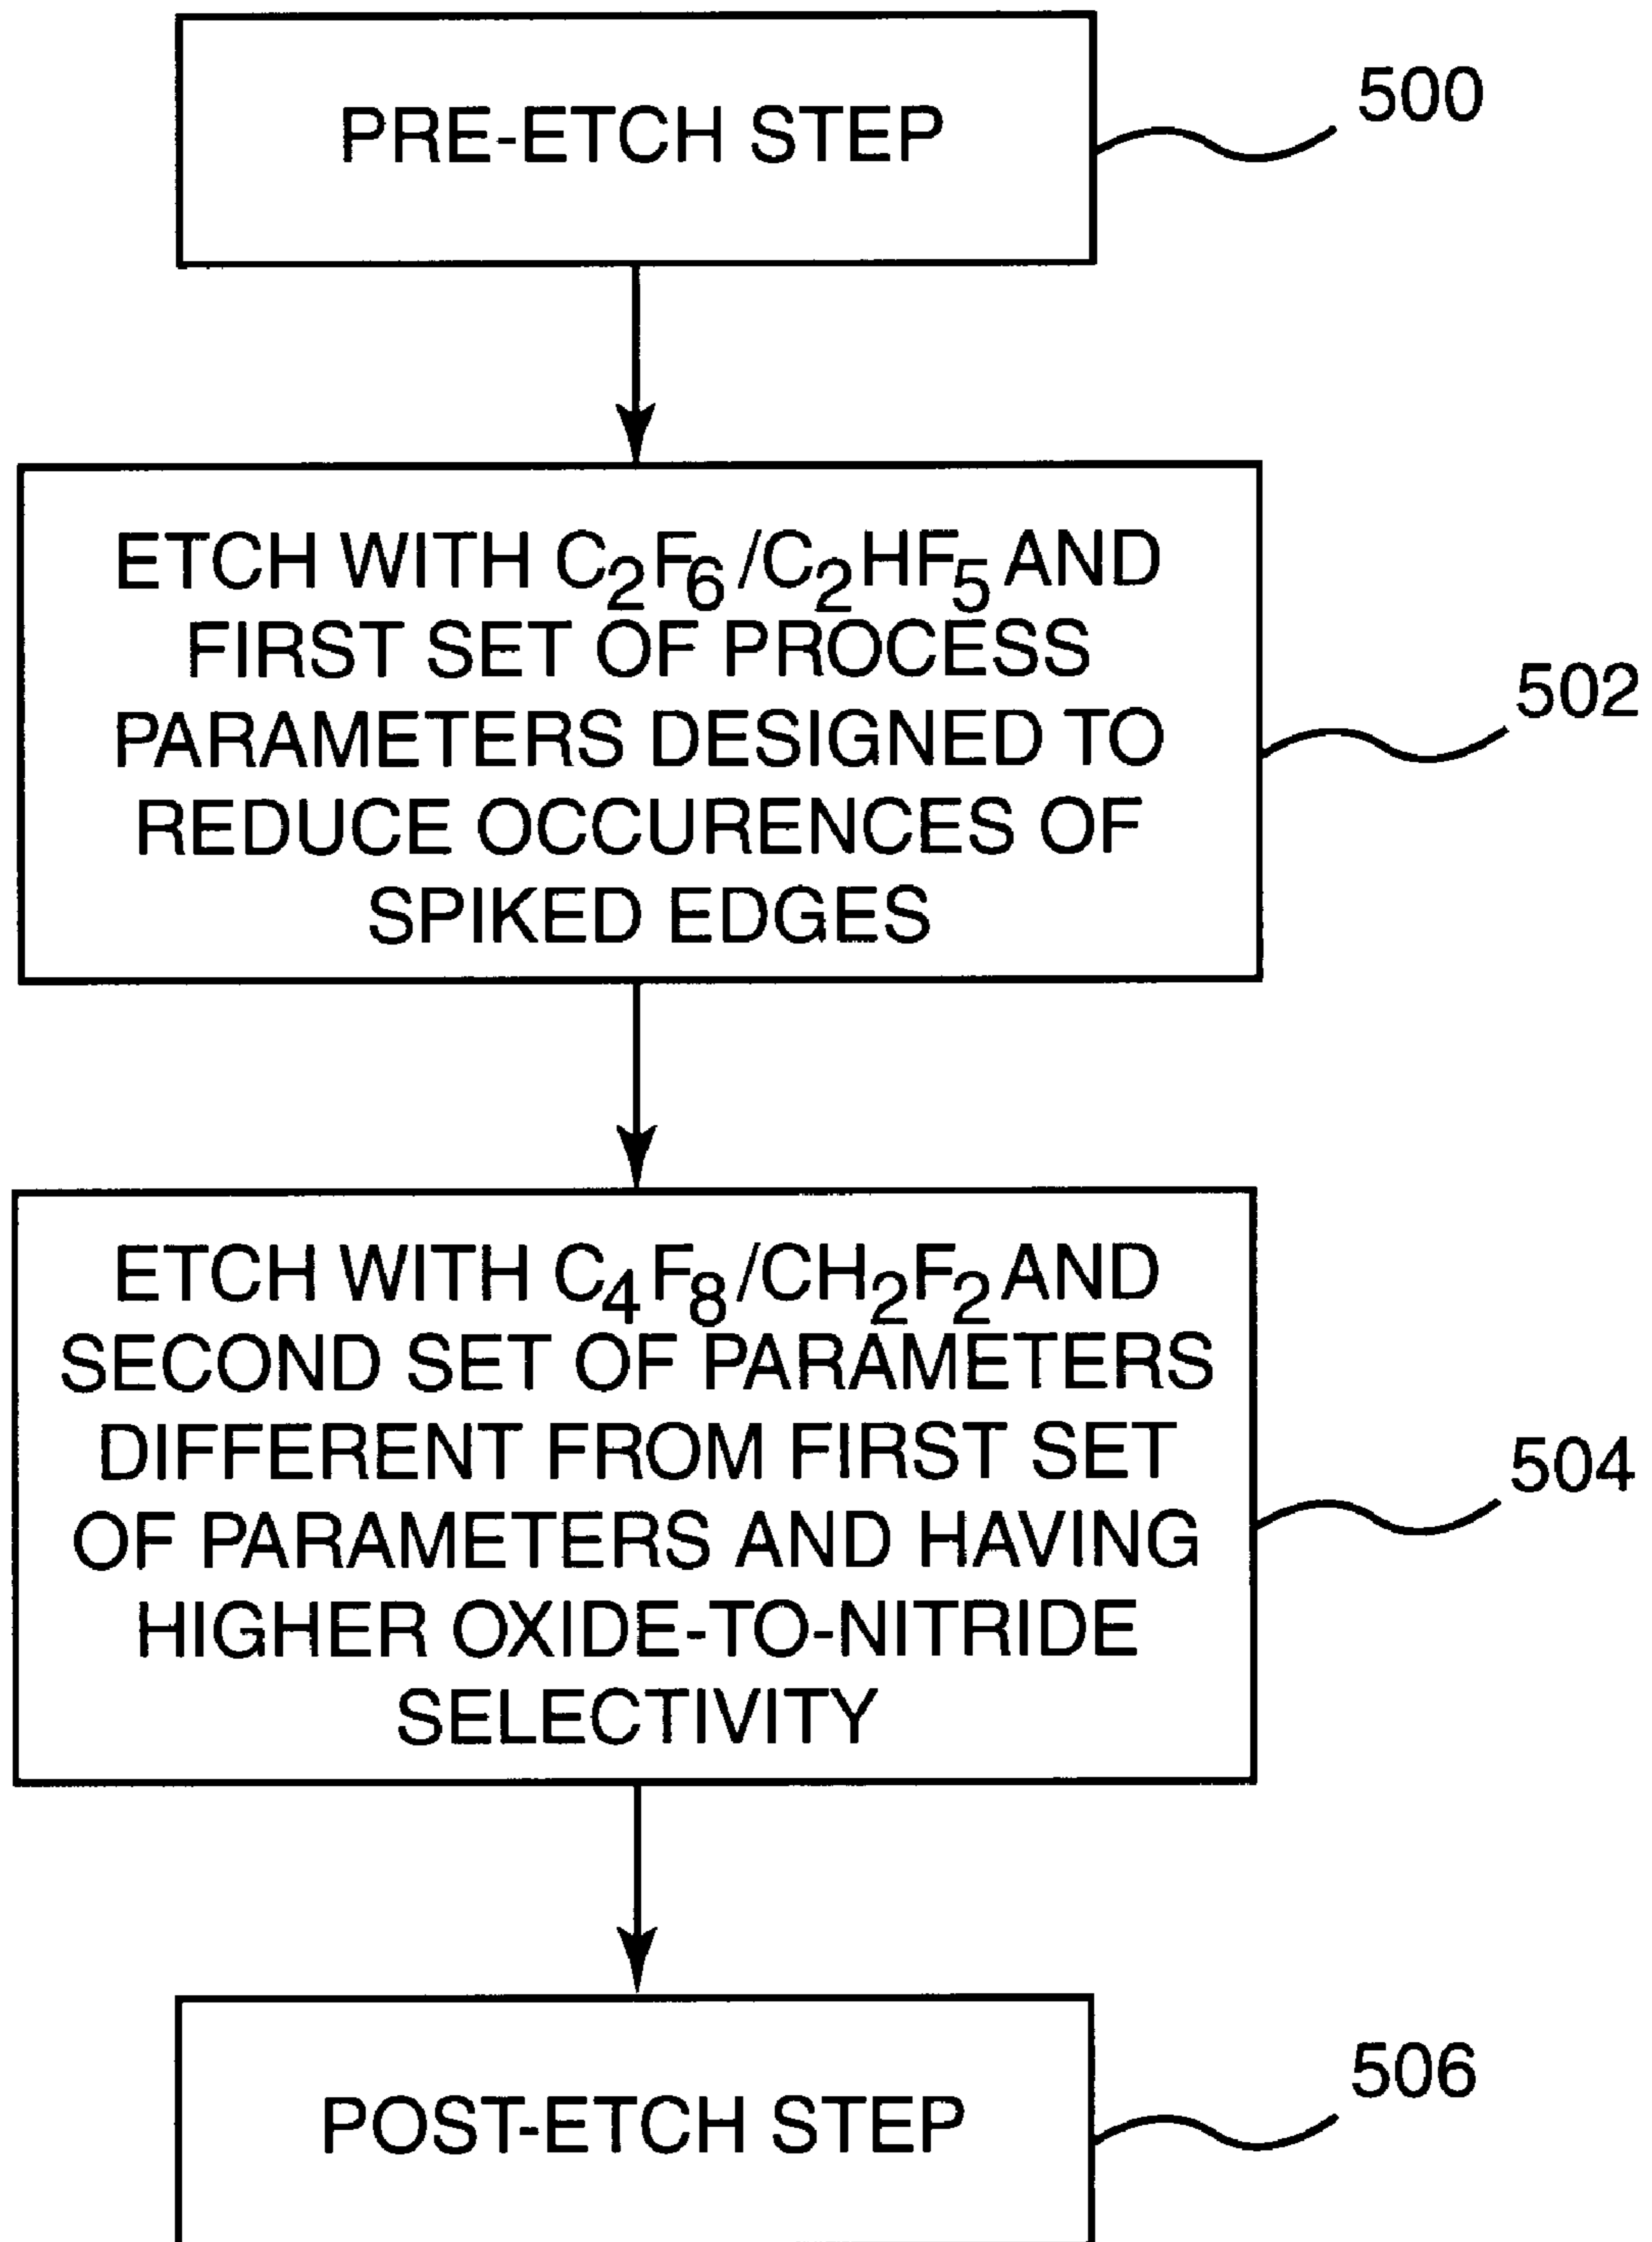 PRE-ETCH STEP
500
ETCH WITH C₂F₆/C₂HF₅ AND
FIRST SET OF PROCESS
PARAMETERS DESIGNED TO
REDUCE OCCURENCES OF
SPIKED EDGES
502
ETCH WITH C₄F₈/CH₂F₂ AND
SECOND SET OF PARAMETERS
DIFFERENT FROM FIRST SET
OF PARAMETERS AND HAVING
HIGHER OXIDE-TO-NITRIDE
SELECTIVITY
504
POST-ETCH STEP
506